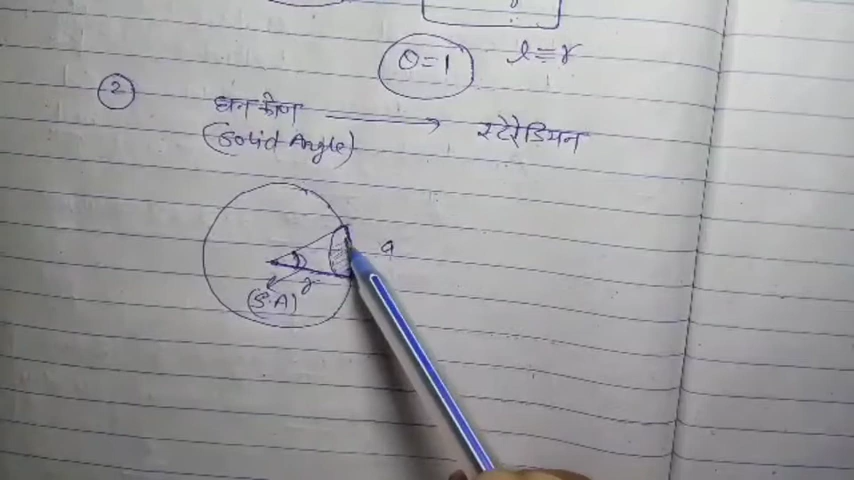 θ = 1
l = r
2
घन कोण → स्टेरेडियन
(Solid Angle)
a
r
(S.A)